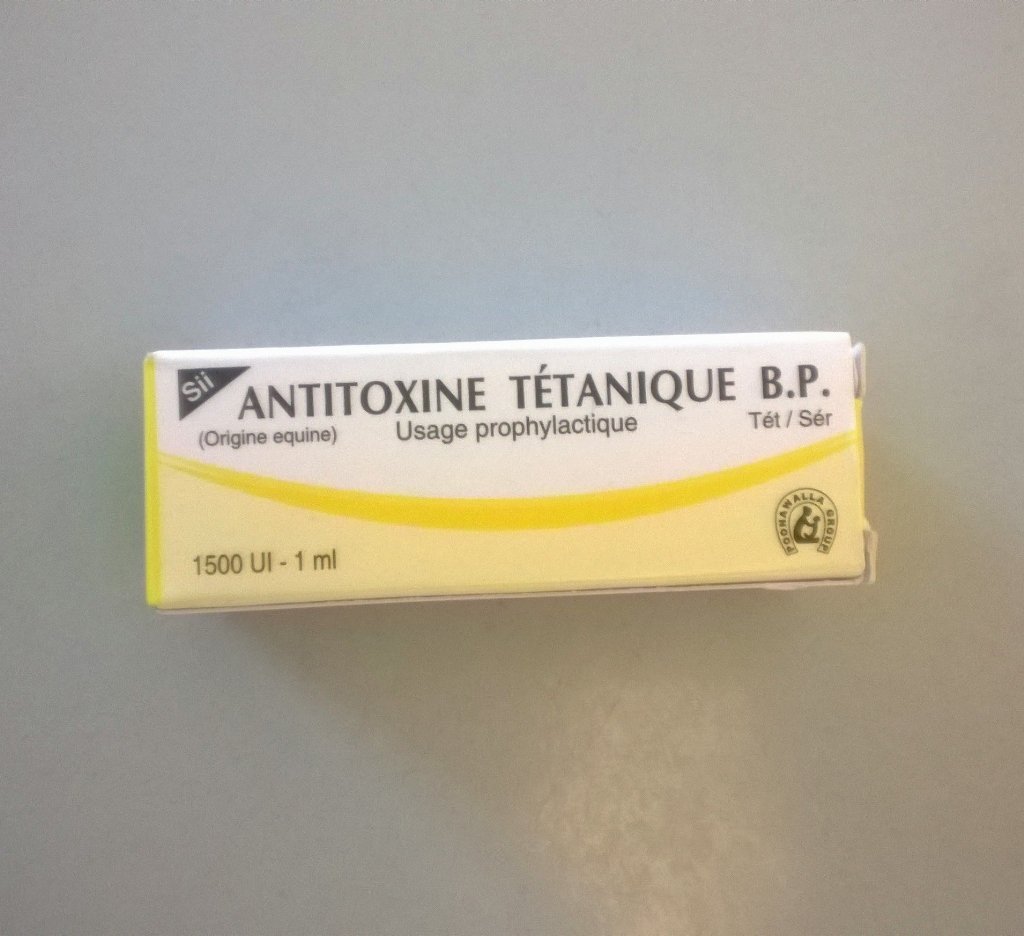 Sii
ANTITOXINE TÉTANIQUE B.P.
(Origine equine) Usage prophylactique Tét / Sér
1500 UI - 1 ml
POONAWALLA GROUP